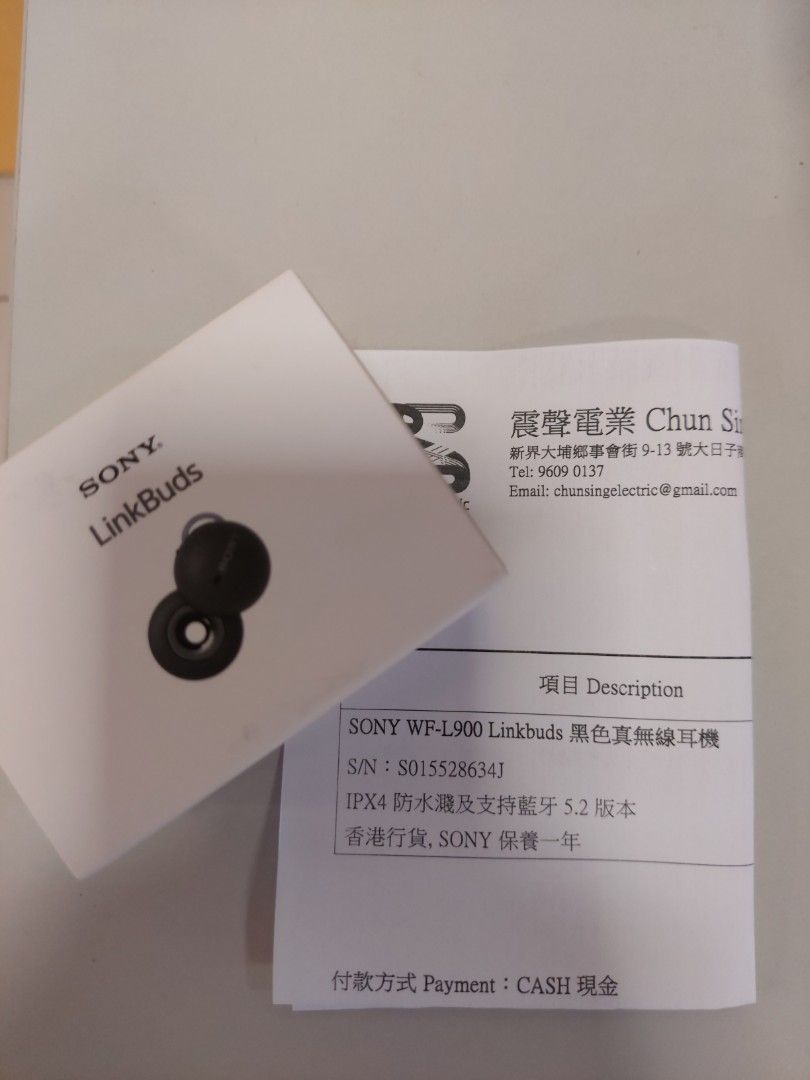 SONY
LinkBuds
震聲電業 Chun
新界大埔鄉事會街 9-13 號大日子
Tel: 9609 0137
Email: chunsingelectric@gmail.com
項目 Description
SONY WF-L900 Linkbuds 黑色真無線耳機
S/N：S015528634J
IPX4 防水濺及支持藍牙 5.2 版本
香港行貨, SONY 保養一年
付款方式 Payment：CASH 現金